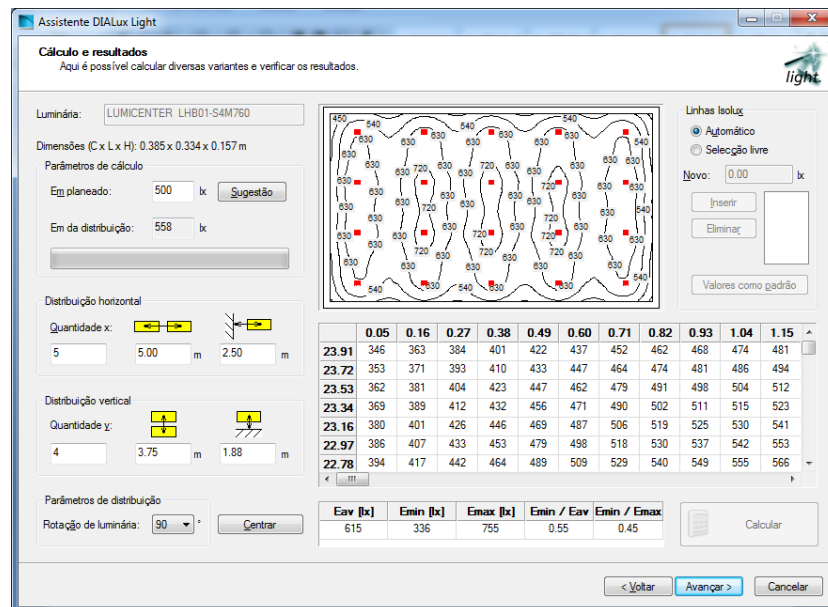 Assistente DIALux Light
Cálculo e resultados
Aqui é possível calcular diversas variantes e verificar os resultados.
light.
Luminária: LUMICENTER LHB01-S4M760
Dimensões (C x L x H): 0.385 x 0.334 x 0.157 m
Parâmetros de cálculo
Em planeado: 500 lx Sugestão
Em da distribuição: 558 lx
Distribuição horizontal
Quantidade x:
5 5.00 m 2.50 m
Distribuição vertical
Quantidade y:
4 3.75 m 1.88 m
Parâmetros de distribuição
Rotação de luminária: 90 ° Centrar
Linhas Isolux
Automático
Selecção livre
Novo: 0.00 lx
Inserir
Eliminar
Valores como padrão
0.05 0.16 0.27 0.38 0.49 0.60 0.71 0.82 0.93 1.04 1.15
23.91 346 363 384 401 422 437 452 462 468 474 481
23.72 353 371 393 410 433 447 464 474 481 486 494
23.53 362 381 404 423 447 462 479 491 498 504 512
23.34 369 389 412 432 456 471 490 502 511 515 523
23.16 380 401 426 446 469 487 506 519 525 530 541
22.97 386 407 433 453 479 498 518 530 537 542 553
22.78 394 417 442 464 489 509 529 540 549 555 566
Eav [lx] Emin [lx] Emax [lx] Emin / Eav Emin / Emax
615 336 755 0.55 0.45
Calcular
< Voltar Avançar > Cancelar